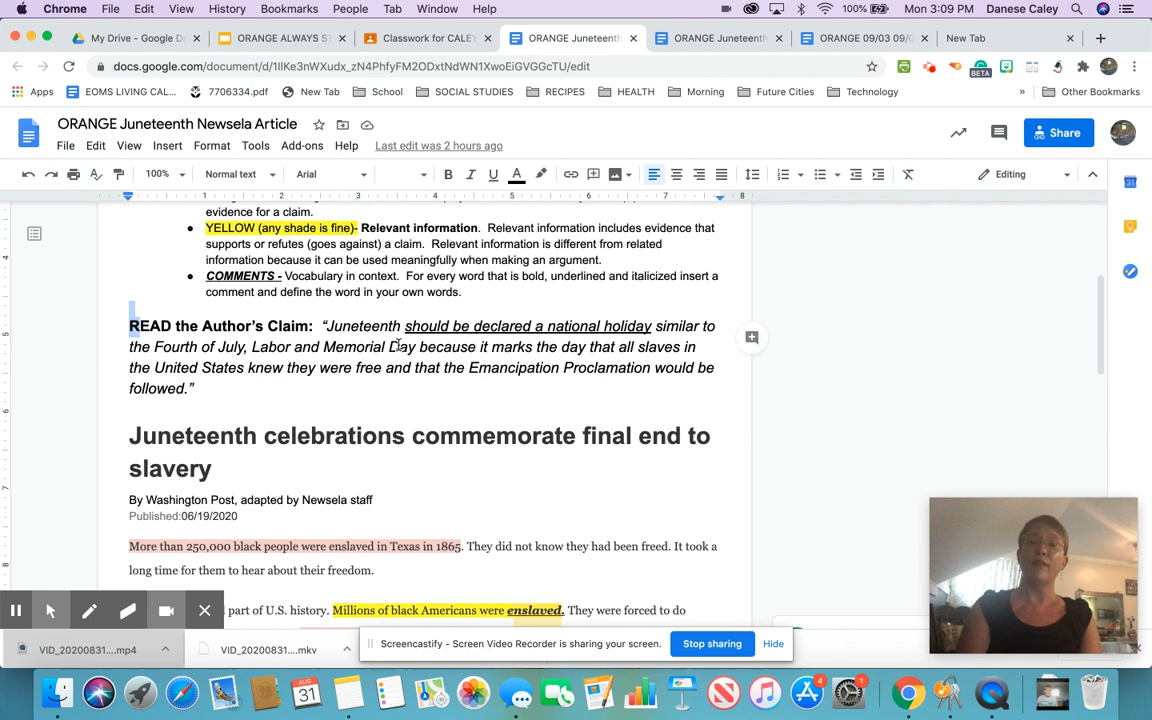 Chrome File Edit View History Bookmarks People Tab Window Help 100% Mon 3:09 PM Danese Caley
My Drive - Google D
ORANGE ALWAYS S
Classwork for CALEY
ORANGE Juneteenth
ORANGE Juneteenth
ORANGE 09/03 09/
New Tab
docs.google.com/document/d/1IIKe3nWXudx_zN4PhfyFM2ODxtNdWN1XwoEiGVGGcTU/edit
BETA
Apps EOMS LIVING CAL... 7706334.pdf New Tab School SOCIAL STUDIES RECIPES HEALTH Morning Future Cities Technology » Other Bookmarks
ORANGE Juneteenth Newsela Article
File Edit View Insert Format Tools Add-ons Help Last edit was 2 hours ago
Share
100% Normal text Arial Editing
1 2 3 4 5 6 7 8
evidence for a claim.
● YELLOW (any shade is fine)- Relevant information. Relevant information includes evidence that
supports or refutes (goes against) a claim. Relevant information is different from related
information because it can be used meaningfully when making an argument.
● COMMENTS - Vocabulary in context. For every word that is bold, underlined and italicized insert a
comment and define the word in your own words.
READ the Author's Claim: “Juneteenth should be declared a national holiday similar to
the Fourth of July, Labor and Memorial Day because it marks the day that all slaves in
the United States knew they were free and that the Emancipation Proclamation would be
followed.”
Juneteenth celebrations commemorate final end to
slavery
By Washington Post, adapted by Newsela staff
Published:06/19/2020
More than 250,000 black people were enslaved in Texas in 1865. They did not know they had been freed. It took a
long time for them to hear about their freedom.
part of U.S. history. Millions of black Americans were enslaved. They were forced to do
VID_20200831....mp4
VID_20200831....mkv
Screencastify - Screen Video Recorder is sharing your screen. Stop sharing Hide
AUG
31
4
1